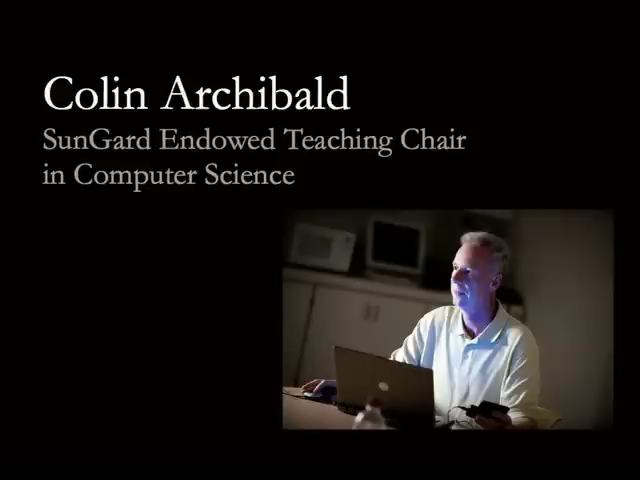 Colin Archibald
SunGard Endowed Teaching Chair
in Computer Science